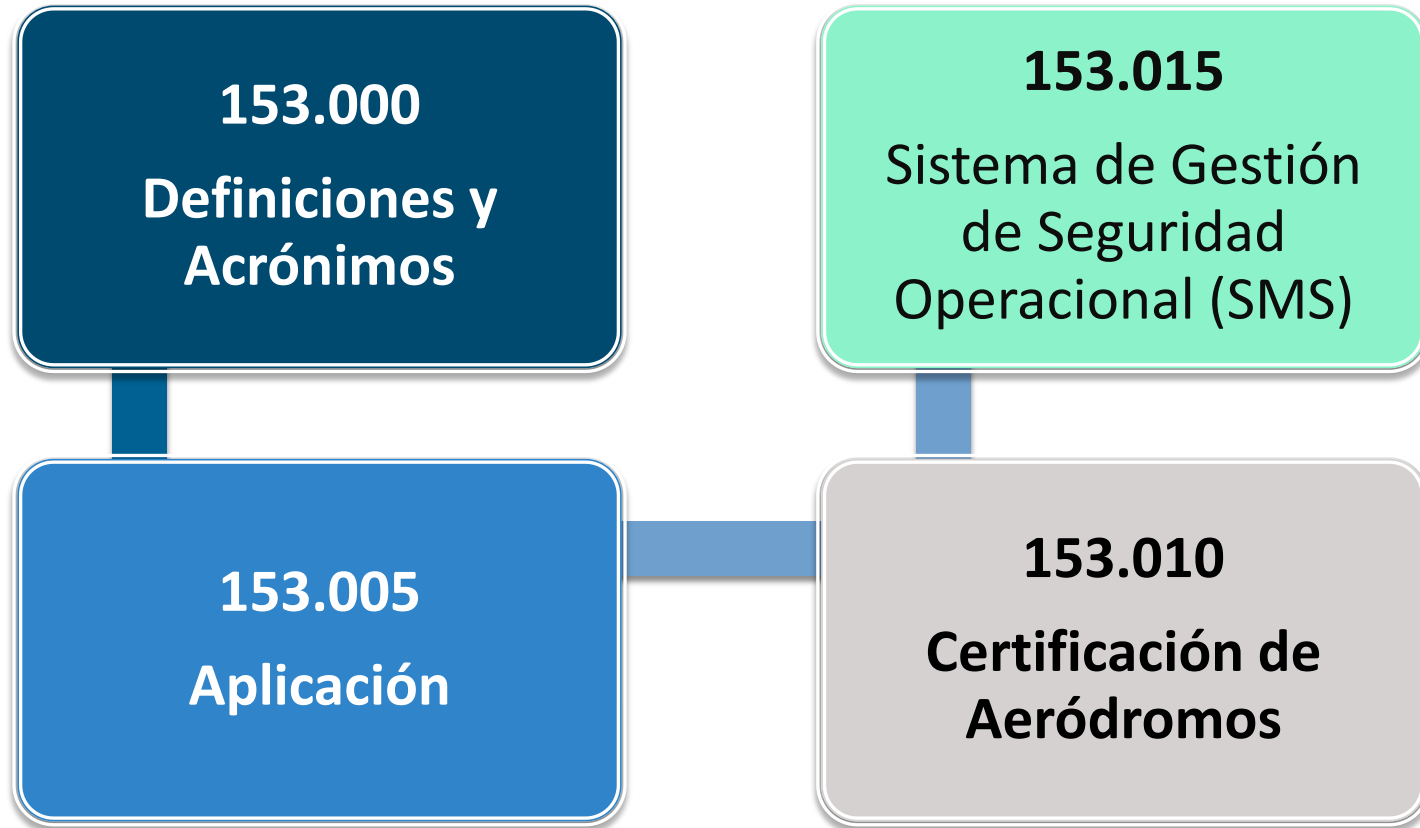 153.000
Definiciones y
Acrónimos
153.005
Aplicación
153.010
Certificación de
Aeródromos
153.015
Sistema de Gestión
de Seguridad
Operacional (SMS)